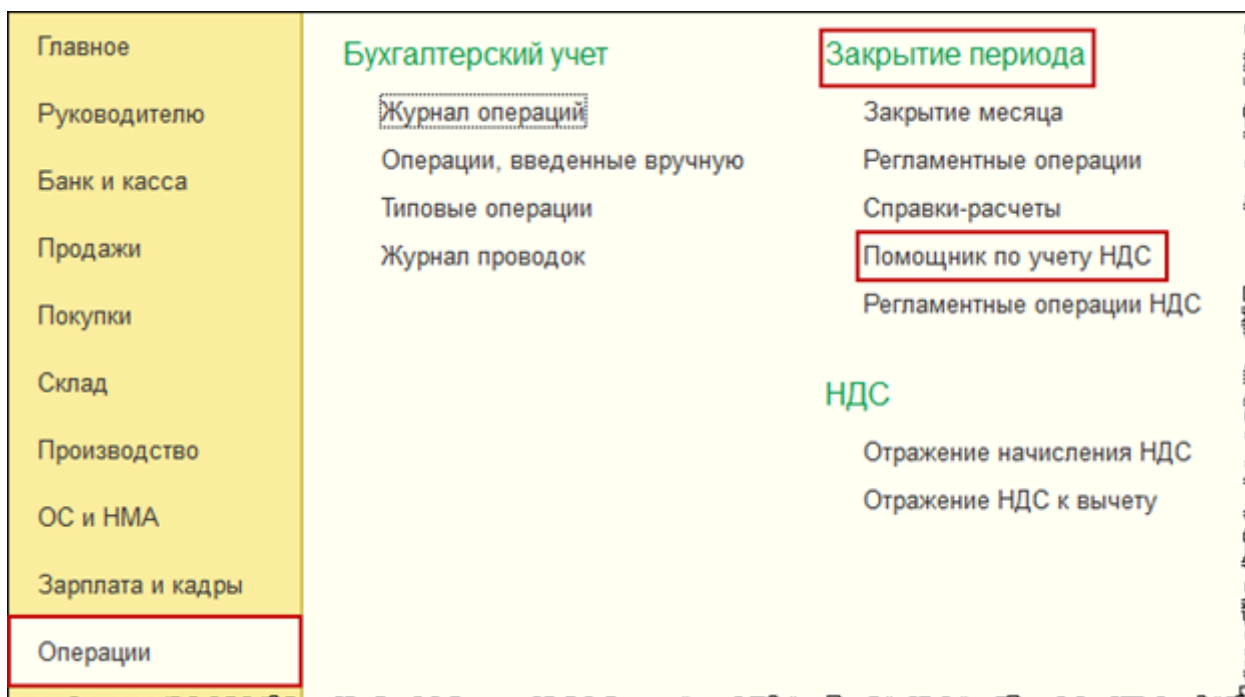 Главное
Руководителю
Банк и касса
Продажи
Покупки
Склад
Производство
ОС и НМА
Зарплата и кадры
Операции
Бухгалтерский учет
Журнал операций
Операции, введенные вручную
Типовые операции
Журнал проводок
Закрытие периода
Закрытие месяца
Регламентные операции
Справки-расчеты
Помощник по учету НДС
Регламентные операции НДС
НДС
Отражение начисления НДС
Отражение НДС к вычету